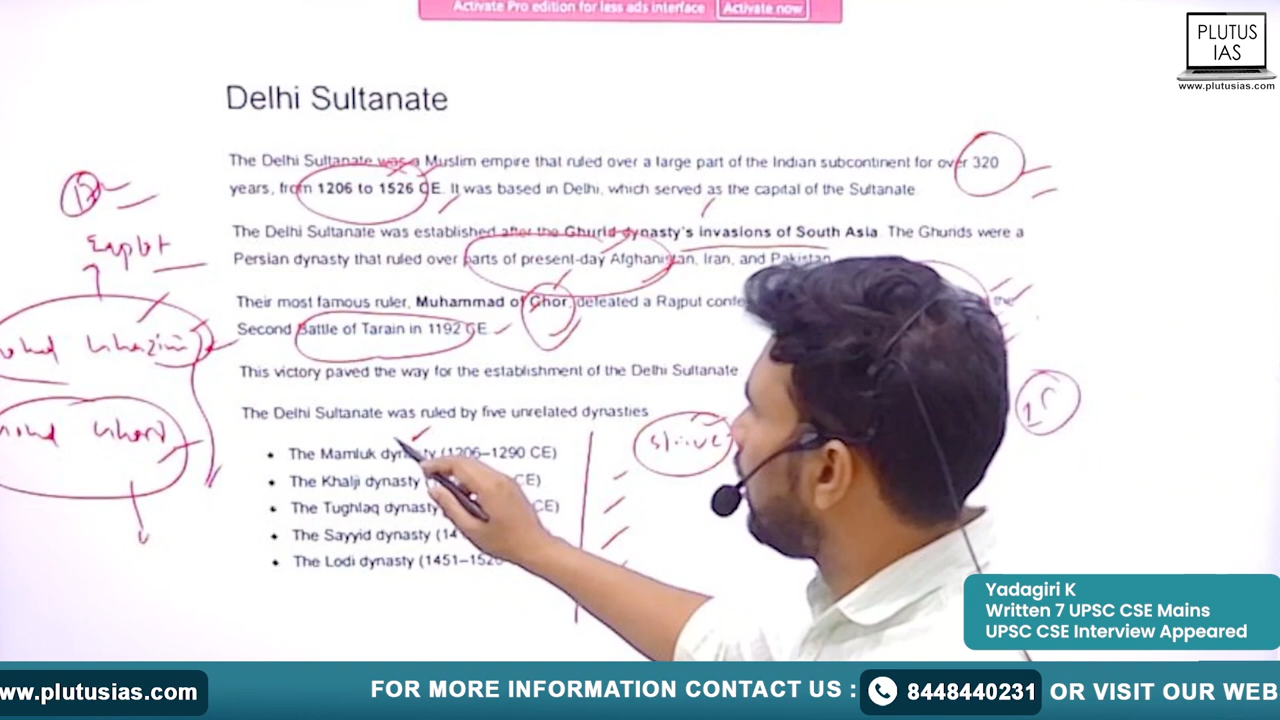 Activate Pro edition for less ads interface Activate now
PLUTUS
IAS
www.plutusias.com
Delhi Sultanate
The Delhi Sultanate was a Muslim empire that ruled over a large part of the Indian subcontinent for over 320
years, from 1206 to 1526 CE. It was based in Delhi, which served as the capital of the Sultanate
The Delhi Sultanate was established after the Ghurid dynasty's invasions of South Asia. The Ghurids were a
Persian dynasty that ruled over parts of present-day Afghanistan, Iran, and Pakistan
Their most famous ruler, Muhammad of Ghor, defeated a Rajput the
Second Battle of Tarain in 1192 CE
This victory paved the way for the establishment of the Delhi Sultanate
The Delhi Sultanate was ruled by five unrelated dynasties
• The Mamluk dynasty (1206–1290 CE)
• The Khalji dynasty CE)
• The Tughlaq dynasty CE)
• The Sayyid dynasty (14
• The Lodi dynasty (1451–1526
12
Slave
15
Yadagiri K
Written 7 UPSC CSE Mains
UPSC CSE Interview Appeared
www.plutusias.com
FOR MORE INFORMATION CONTACT US : 8448440231 OR VISIT OUR WEB